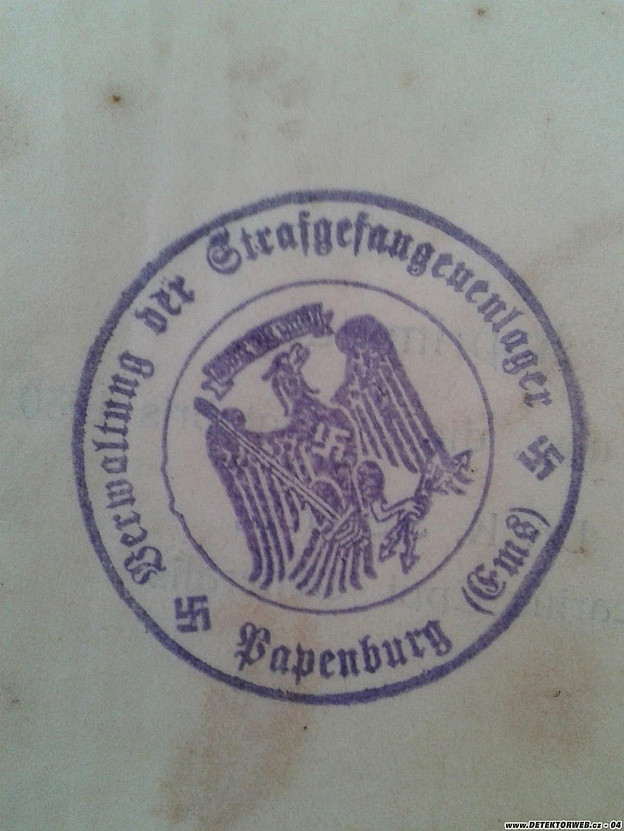 Verwaltung der Strafgefangenenlager
Papenburg (Ems)
www.DETEKTORWEB.cz - 04